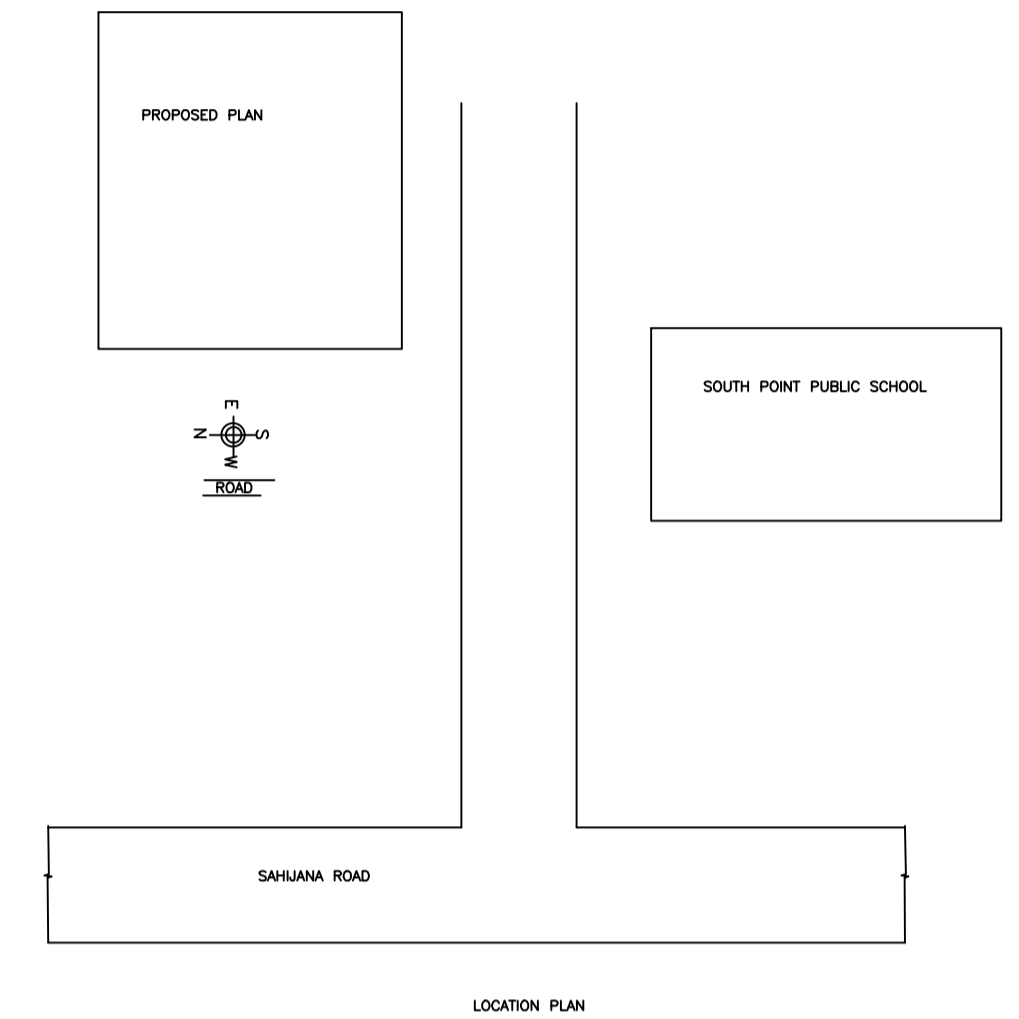 PROPOSED PLAN
SOUTH POINT PUBLIC SCHOOL
E
N
S
W
ROAD
SAHIJANA ROAD
LOCATION PLAN